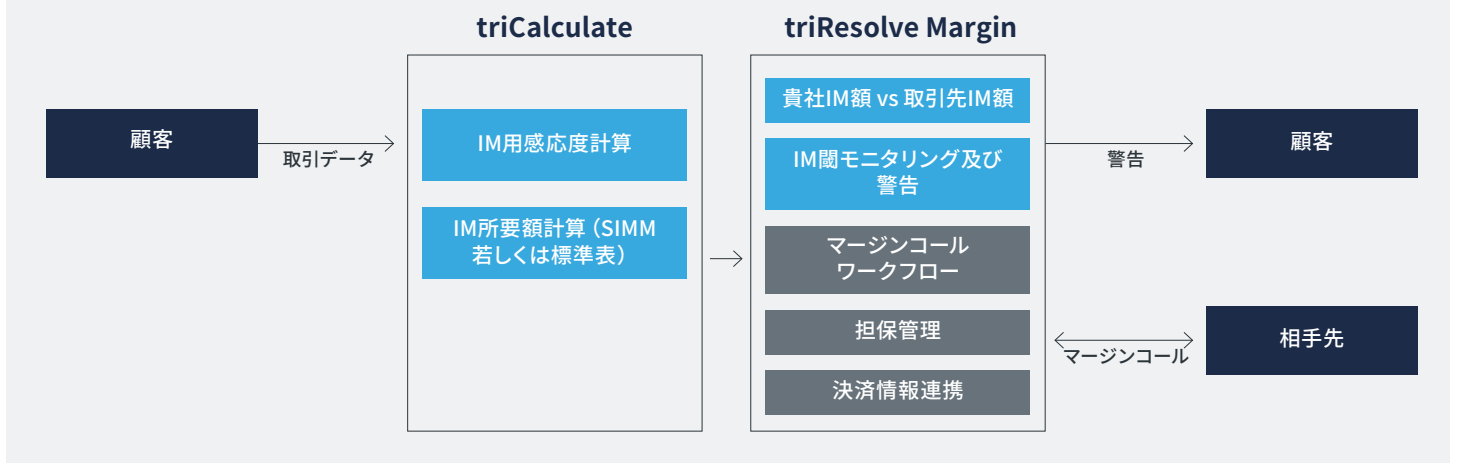 triCalculate
triResolve Margin
顧客
取引データ
IM用感応度計算
IM所要額計算（SIMM
若しくは標準表）
貴社IM額 vs 取引先IM額
IM閾モニタリング及び
警告
マージンコール
ワークフロー
担保管理
決済情報連携
警告
顧客
マージンコール
相手先